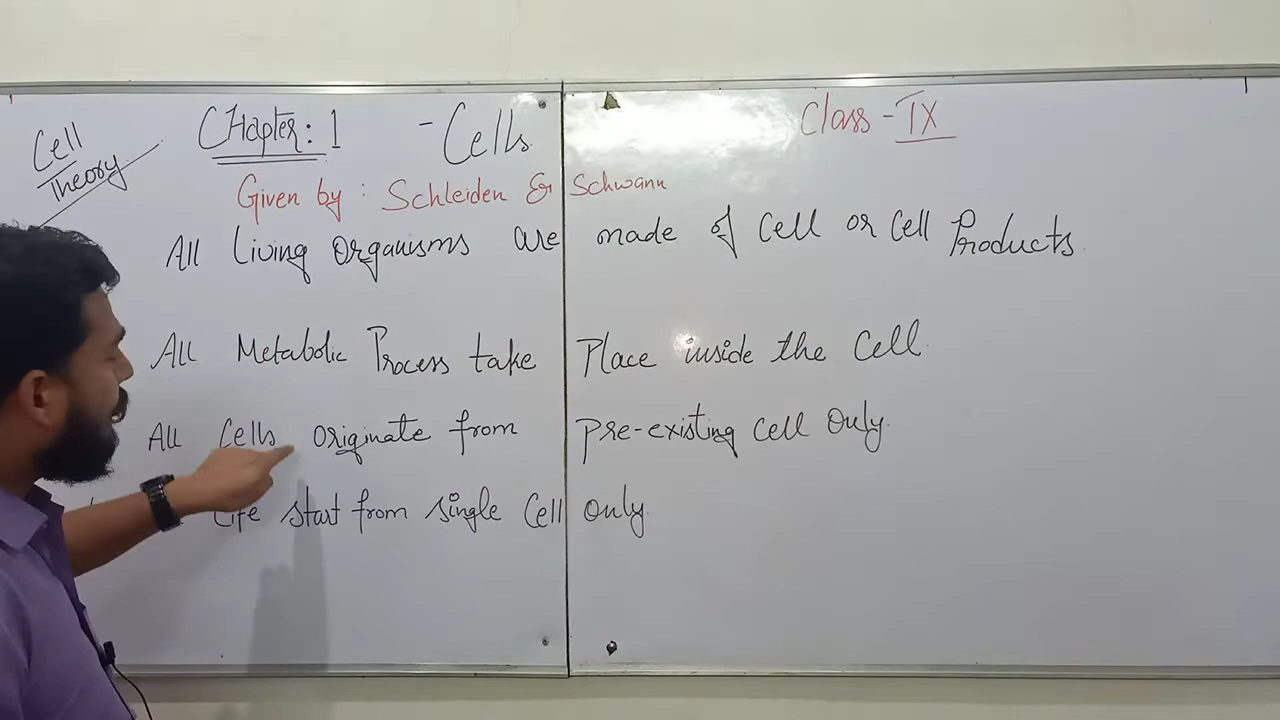 Cell Theory
Chapter: 1 - Cells
Class - IX
Given by : Schleiden & Schwann
All Living Organisms are made of Cell or Cell Products
All Metabolic Process take Place inside the Cell.
All Cells Originate from Pre-existing Cell Only.
Life start from single Cell only.